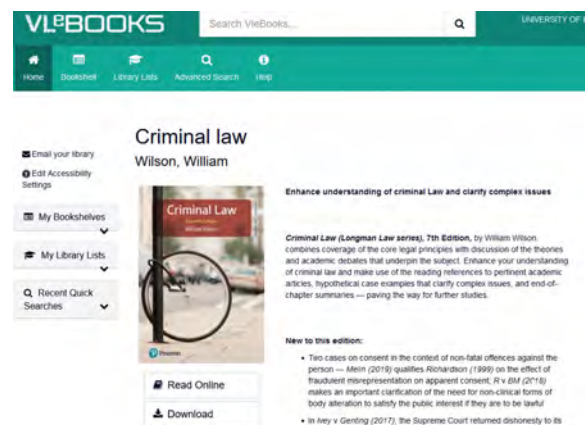 VLeBOOKS
Search VleBooks...
UNIVERSITY OF
Home
Bookshelf
Library Lists
Advanced Search
Help
Criminal law
Wilson, William
Email your library
Edit Accessibility
Settings
My Bookshelves
My Library Lists
Recent Quick
Searches
Criminal Law
William Wilson
Pearson
Read Online
Download
Enhance understanding of criminal Law and clarify complex issues
Criminal Law (Longman Law series), 7th Edition, by William Wilson,
combines coverage of the core legal principles with discussion of the theories
and academic debates that underpin the subject. Enhance your understanding
of criminal law and make use of the reading references to pertinent academic
articles, hypothetical case examples that clarify complex issues, and end-of-
chapter summaries — paving the way for further studies.
New to this edition:
• Two cases on consent in the context of non-fatal offences against the
person — Melin (2019) qualifies Richardson (1999) on the effect of
fraudulent misrepresentation on apparent consent; R v BM (2018)
makes an important clarification of the need for non-clinical forms of
body alteration to satisfy the public interest if they are to be lawful
• In Ivey v Genting (2017), the Supreme Court returned dishonesty to its